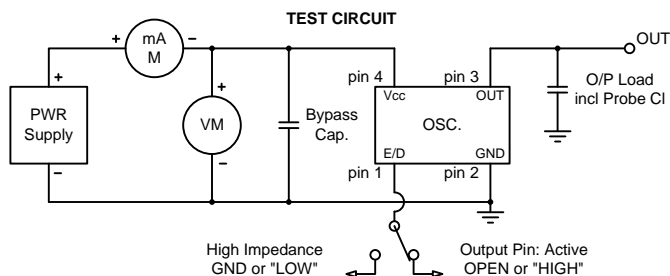 TEST CIRCUIT
mA
M
+
−
OUT
pin 4
pin 3
+
+
PWR
Supply
VM
Bypass
Cap.
Vcc
OUT
OSC.
E/D
GND
O/P Load
incl Probe Cl
−
−
pin 1
pin 2
High Impedance
GND or "LOW"
Output Pin: Active
OPEN or "HIGH"